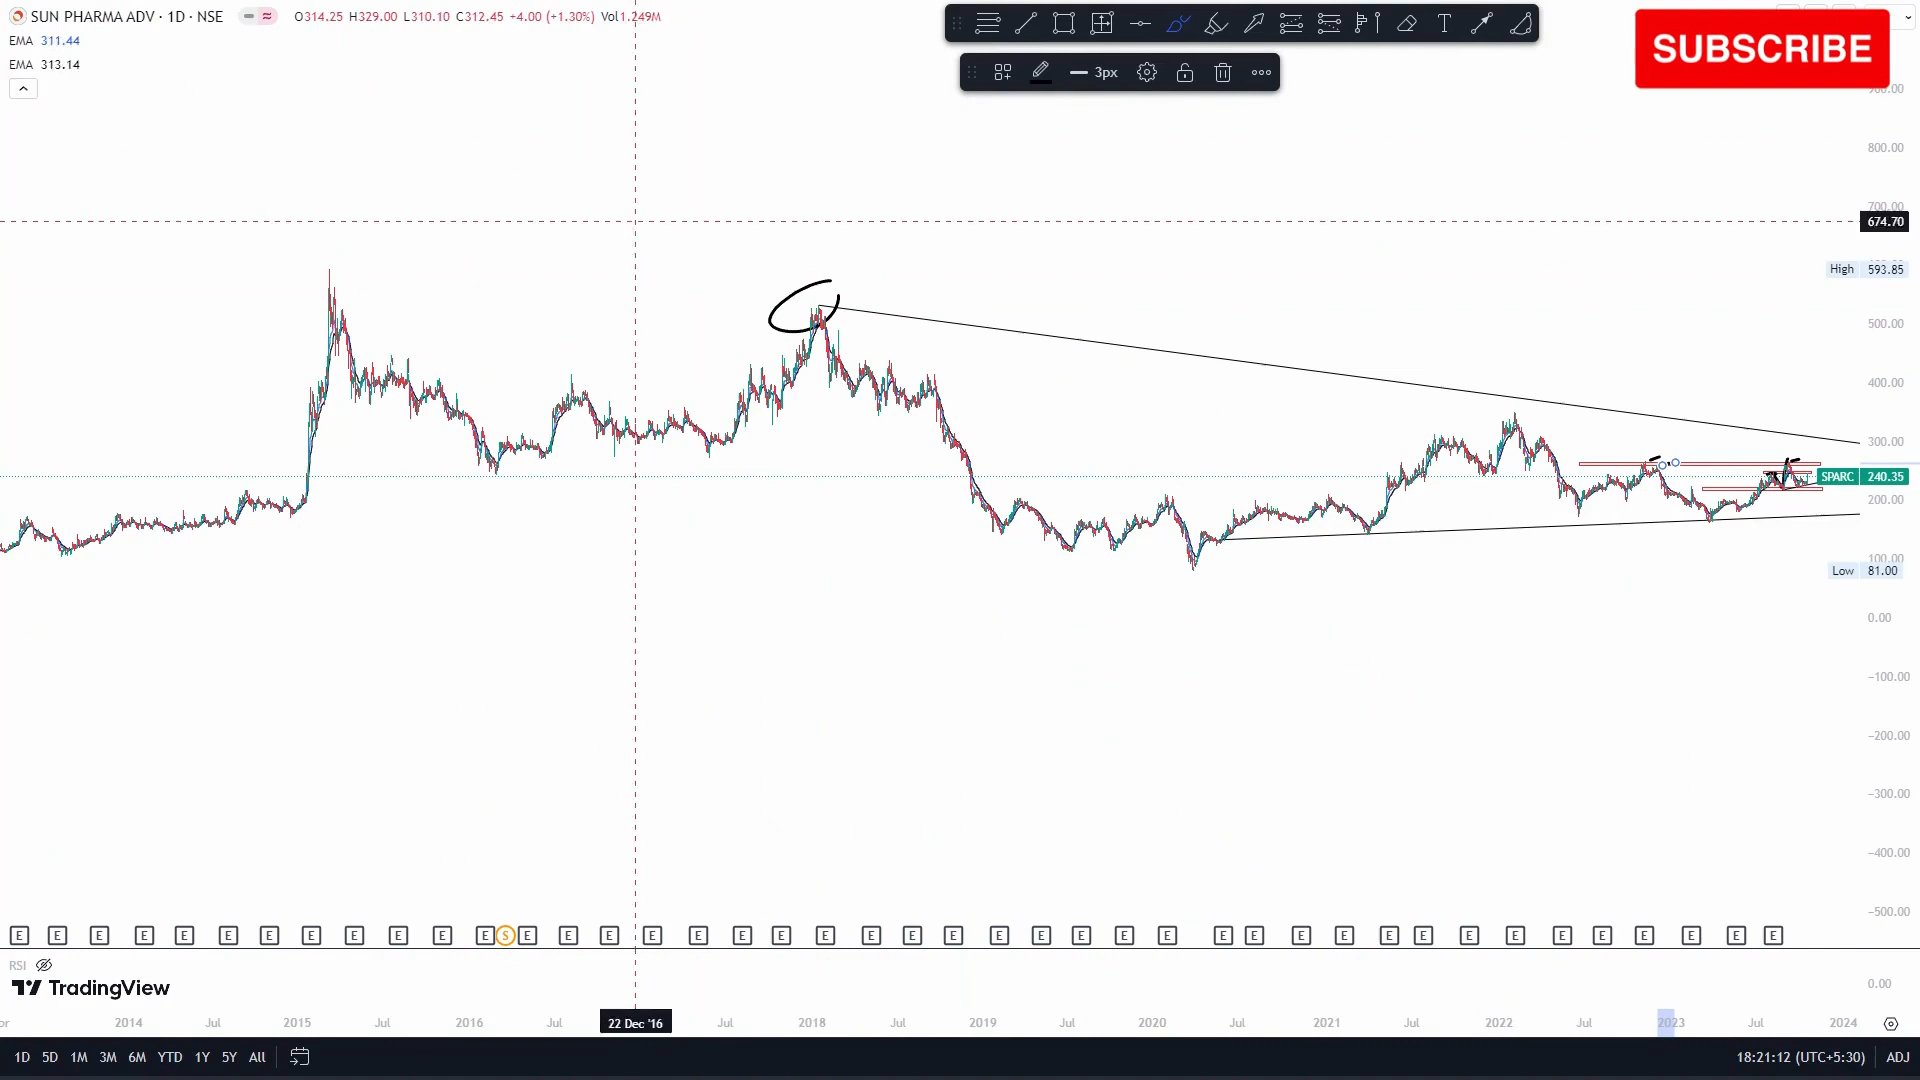 SUN PHARMA ADV · 1D · NSE O314.25 H329.00 L310.10 C312.45 +4.00 (+1.30%) Vol1.249M
EMA 311.44
EMA 313.14
3px
SUBSCRIBE
800.00
700.00
674.70
High 593.85
500.00
400.00
300.00
SPARC 240.35
200.00
100.00
Low 81.00
0.00
−100.00
−200.00
−300.00
−400.00
−500.00
E E E E E E E E E E E E S E E E E E E E E E E E E E E E E E E E E E E E E E E E E E E E E
RSI
TradingView
0.00
2014 Jul 2015 Jul 2016 Jul 22 Dec '16 Jul 2018 Jul 2019 Jul 2020 Jul 2021 Jul 2022 Jul 2023 Jul 2024
1D 5D 1M 3M 6M YTD 1Y 5Y All
18:21:12 (UTC+5:30) ADJ